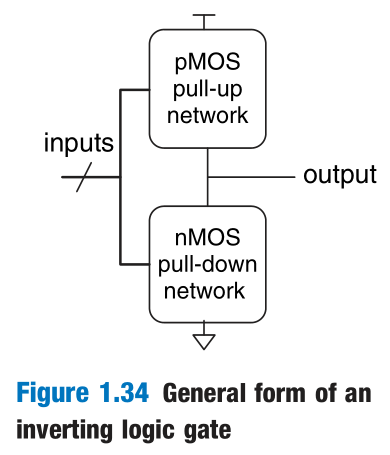 pMOS
pull-up
network
inputs
output
nMOS
pull-down
network
Figure 1.34 General form of an
inverting logic gate